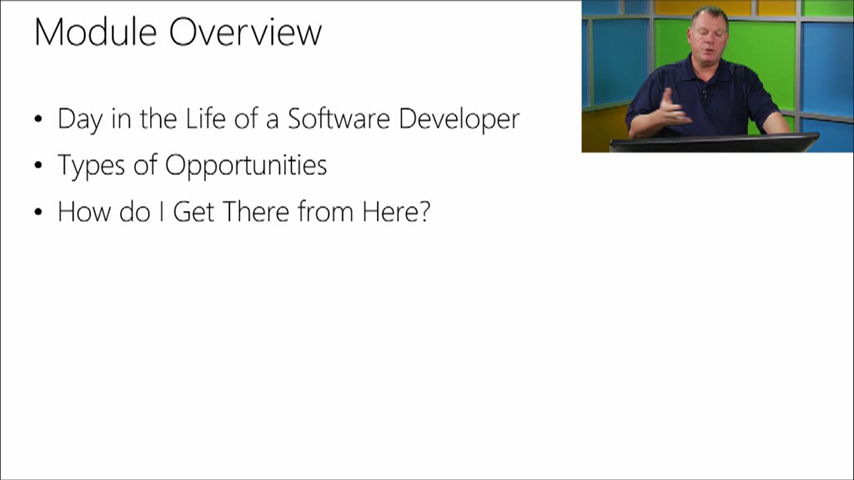 Module Overview
• Day in the Life of a Software Developer
• Types of Opportunities
• How do I Get There from Here?